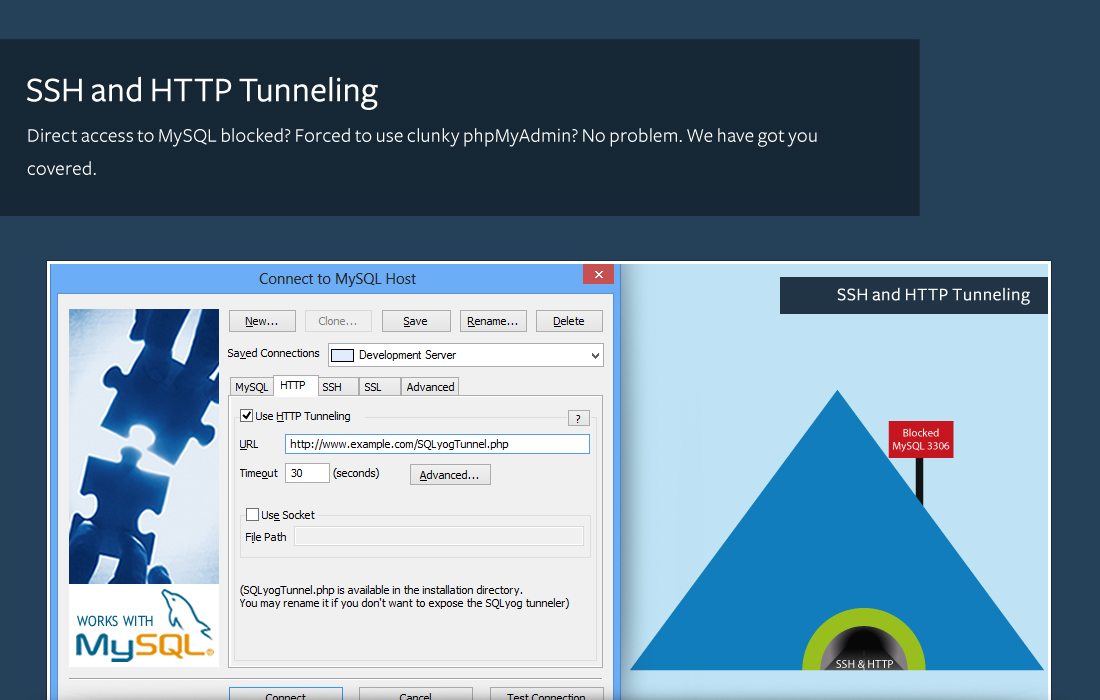 SSH and HTTP Tunneling
Direct access to MySQL blocked? Forced to use clunky phpMyAdmin? No problem. We have got you
covered.
Connect to MySQL Host
SSH and HTTP Tunneling
New... Clone... Save Rename... Delete
Saved Connections Development Server
MySQL HTTP SSH SSL Advanced
Use HTTP Tunneling ?
URL http://www.example.com/SQLyogTunnel.php
Timeout 30 (seconds) Advanced...
Use Socket
File Path
(SQLyogTunnel.php is available in the installation directory.
You may rename it if you don't want to expose the SQLyog tunneler)
WORKS WITH
MySQL®
Connect Cancel Test Connection
Blocked
MySQL 3306
SSH & HTTP